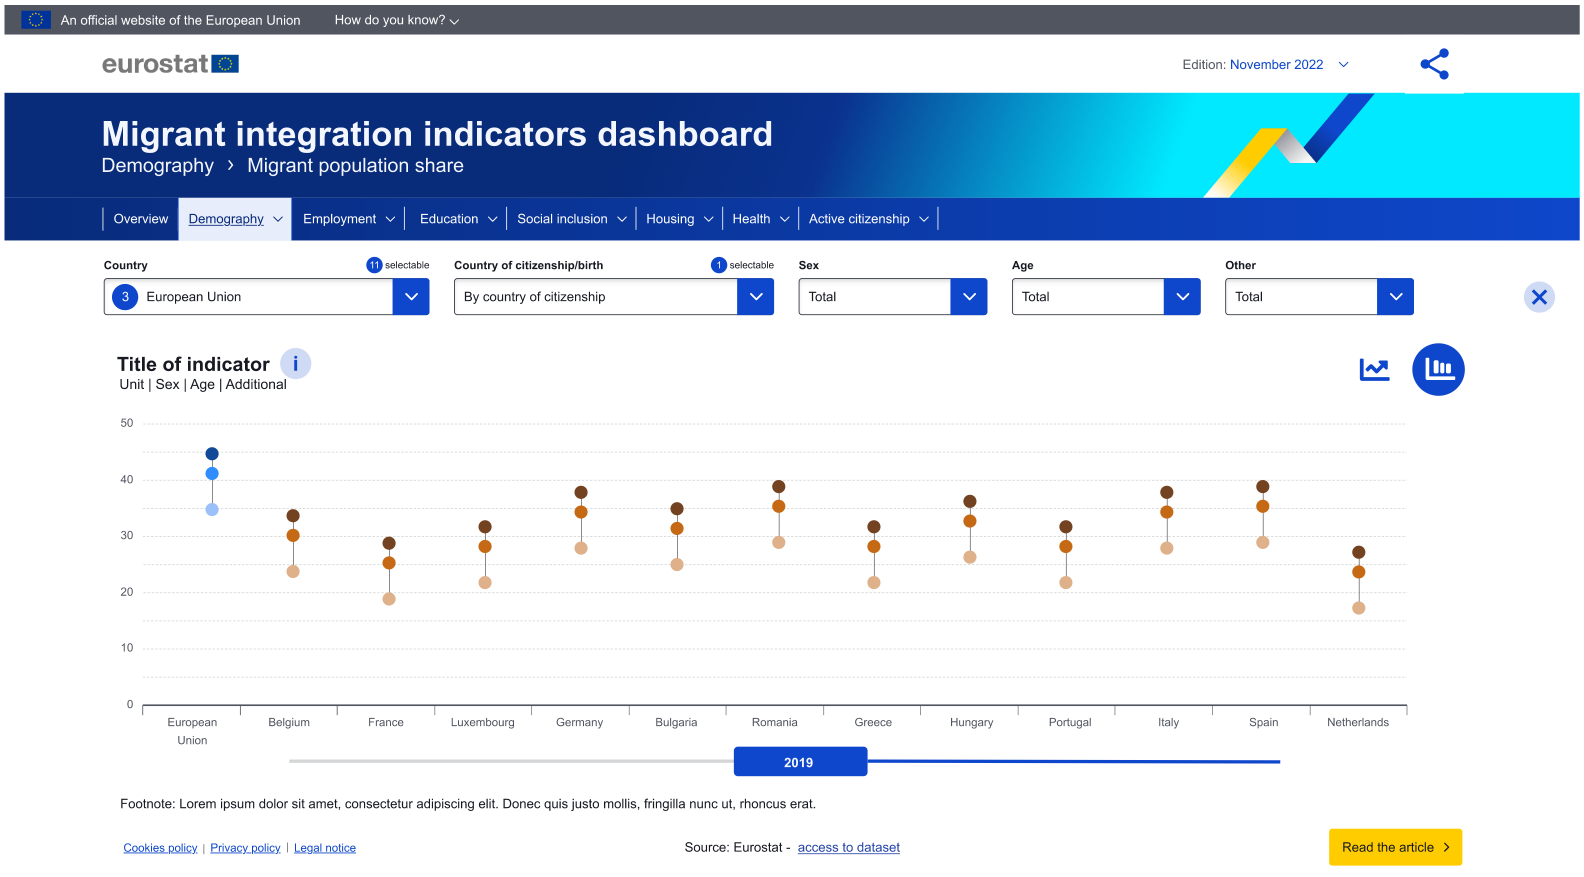 An official website of the European Union How do you know?
eurostat
Edition: November 2022
Migrant integration indicators dashboard
Demography > Migrant population share
Overview Demography Employment Education Social inclusion Housing Health Active citizenship
Country 11 selectable Country of citizenship/birth 1 selectable Sex Age Other
3 European Union By country of citizenship Total Total Total
Title of indicator i
Unit | Sex | Age | Additional
50
40
30
20
10
0
European Union Belgium France Luxembourg Germany Bulgaria Romania Greece Hungary Portugal Italy Spain Netherlands
2019
Footnote: Lorem ipsum dolor sit amet, consectetur adipiscing elit. Donec quis justo mollis, fringilla nunc ut, rhoncus erat.
Cookies policy | Privacy policy | Legal notice Source: Eurostat - access to dataset Read the article >